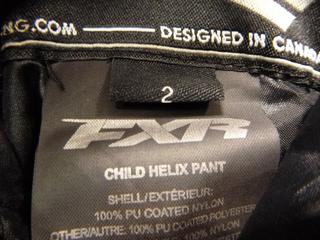 NG.COM — DESIGNED IN CANADA
2
FXR
CHILD HELIX PANT
SHELL/EXTÉRIEUR:
100% PU COATED NYLON
OTHER/AUTRE: 100% PU COATED POLYESTER